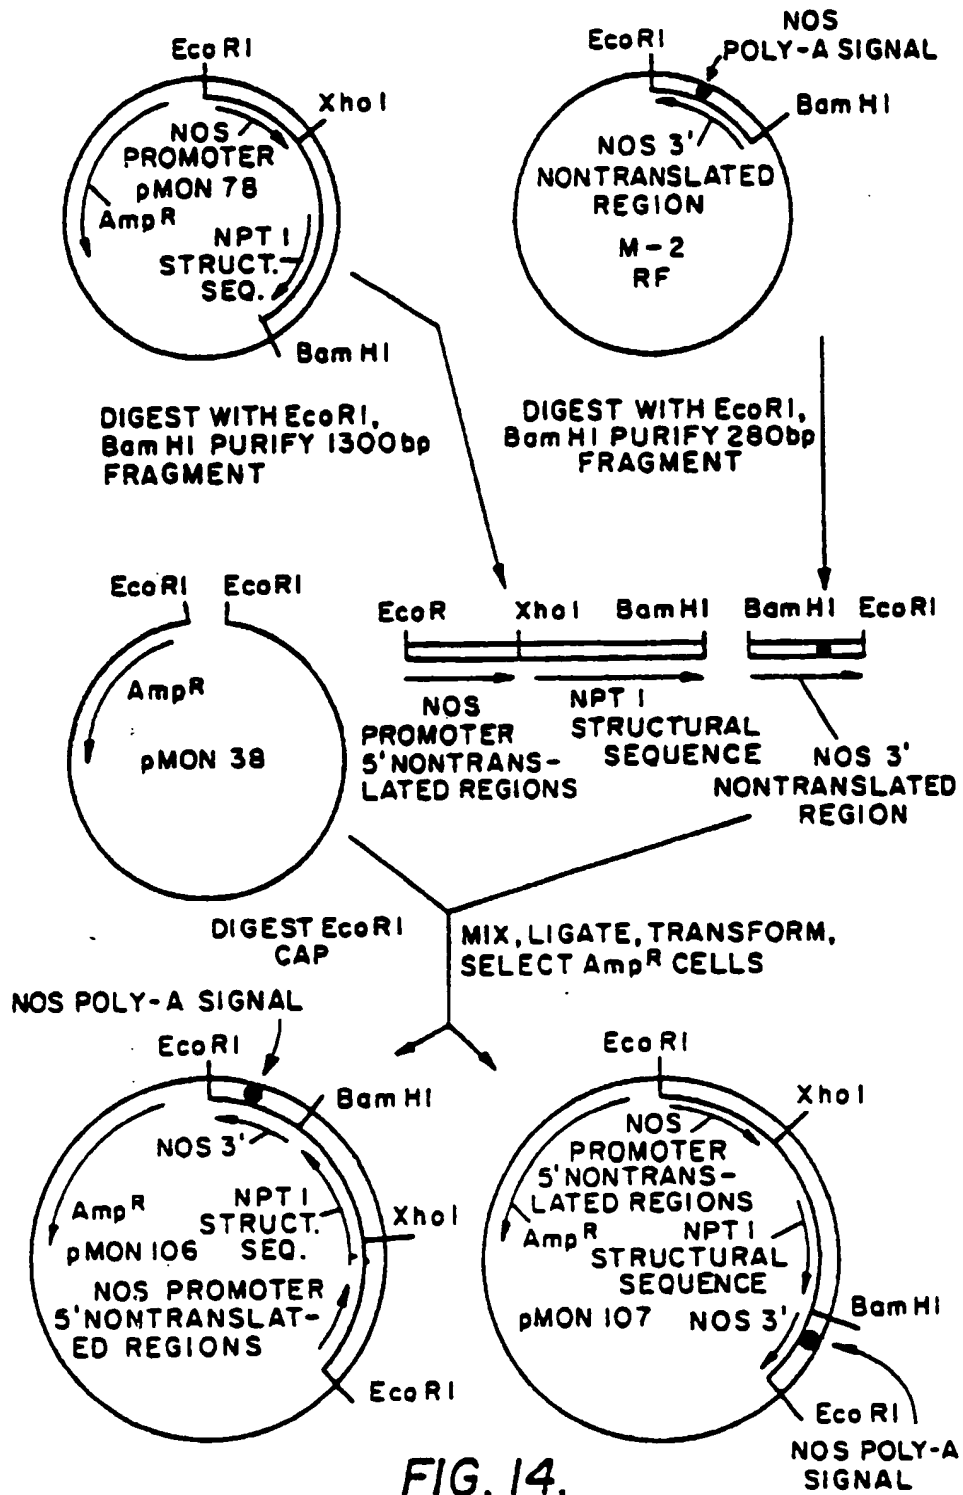 EcoRI
XhoI
NOS
PROMOTER
pMON 78
AmpR
NPT I
STRUCT.
SEQ.
BamHI
NOS
POLY-A SIGNAL
EcoRI
BamHI
NOS 3'
NONTRANSLATED
REGION
M-2
RF
DIGEST WITH EcoRI,
BamHI PURIFY 1300bp
FRAGMENT
DIGEST WITH EcoRI,
BamHI PURIFY 280bp
FRAGMENT
EcoRI EcoRI
AmpR
pMON 38
EcoR XhoI BamHI BamHI EcoRI
NOS
PROMOTER
5'NONTRANS-
LATED REGIONS
NPT I
STRUCTURAL
SEQUENCE
NOS 3'
NONTRANSLATED
REGION
DIGEST EcoRI
CAP
MIX, LIGATE, TRANSFORM,
SELECT AmpR CELLS
NOS POLY-A SIGNAL
EcoRI
BamHI
NOS 3'
AmpR
NPT I
STRUCT.
SEQ.
XhoI
pMON 106
NOS PROMOTER
5'NONTRANSLAT-
ED REGIONS
EcoRI
EcoRI
XhoI
NOS
PROMOTER
5'NONTRANS-
LATED REGIONS
AmpR
NPT I
STRUCTURAL
SEQUENCE
pMON 107
NOS 3'
BamHI
EcoRI
NOS POLY-A
SIGNAL
FIG. 14.